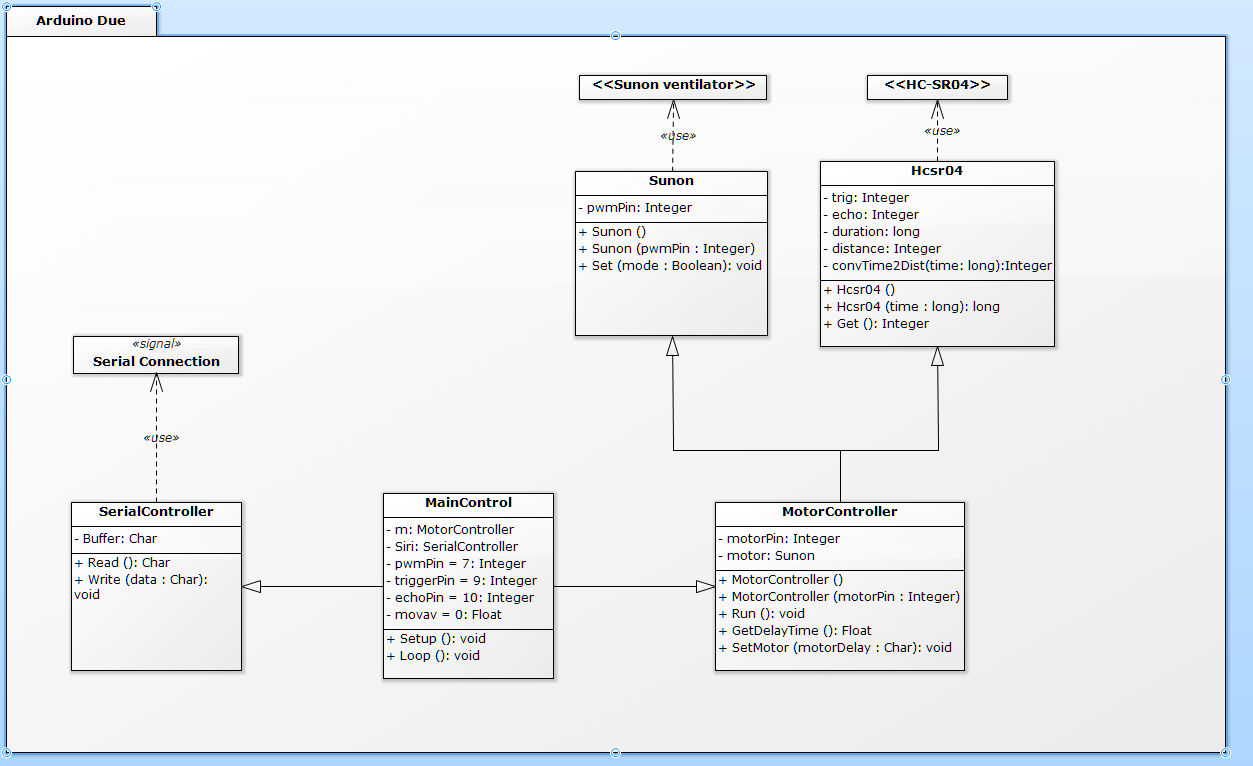 Arduino Due
<<Sunon ventilator>>
«use»
<<HC-SR04>>
«use»
Sunon
- pwmPin: Integer
+ Sunon ()
+ Sunon (pwmPin : Integer)
+ Set (mode : Boolean): void
Hcsr04
- trig: Integer
- echo: Integer
- duration: long
- distance: Integer
- convTime2Dist(time: long):Integer
+ Hcsr04 ()
+ Hcsr04 (time : long): long
+ Get (): Integer
«signal»
Serial Connection
«use»
SerialController
- Buffer: Char
+ Read (): Char
+ Write (data : Char):
void
MainControl
- m: MotorController
- Siri: SerialController
- pwmPin = 7: Integer
- triggerPin = 9: Integer
- echoPin = 10: Integer
- movav = 0: Float
+ Setup (): void
+ Loop (): void
MotorController
- motorPin: Integer
- motor: Sunon
+ MotorController ()
+ MotorController (motorPin : Integer)
+ Run (): void
+ GetDelayTime (): Float
+ SetMotor (motorDelay : Char): void